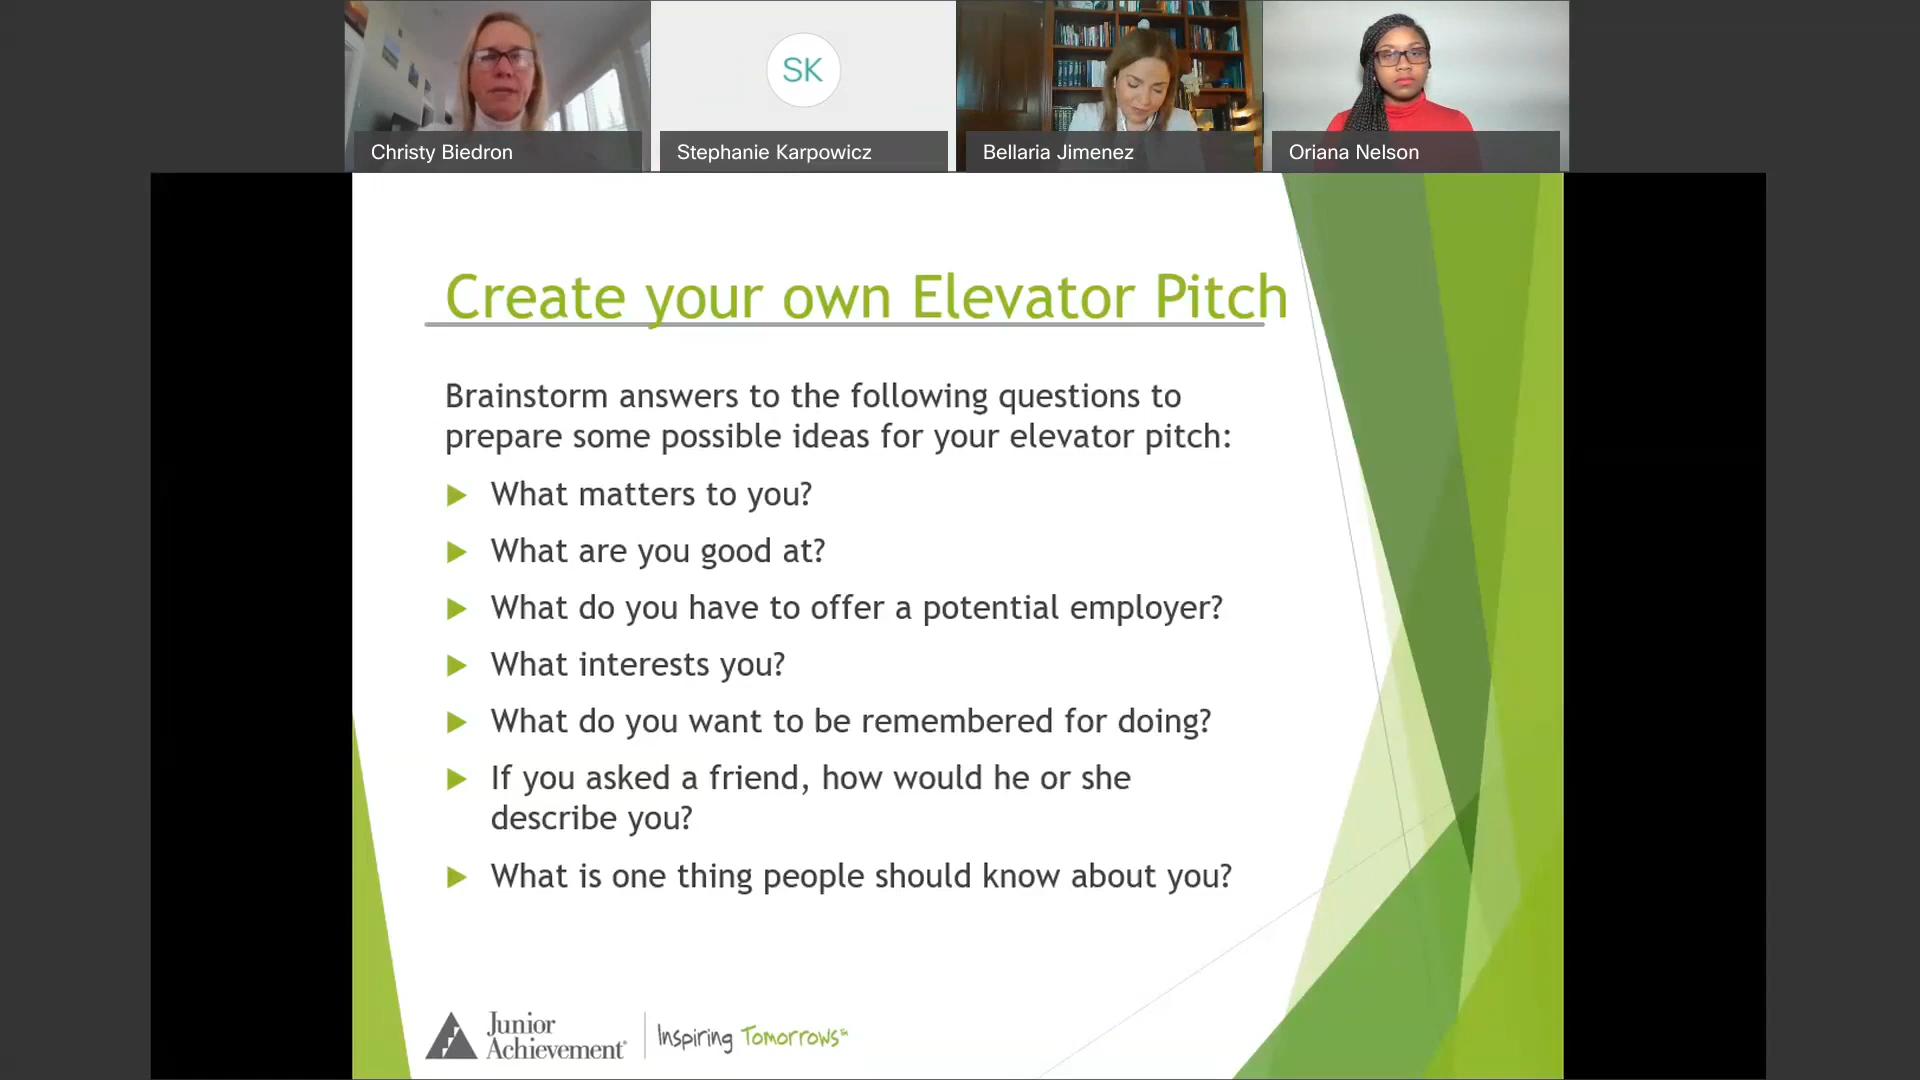 SK
Christy Biedron
Stephanie Karpowicz
Bellaria Jimenez
Oriana Nelson
Create your own Elevator Pitch
Brainstorm answers to the following questions to
prepare some possible ideas for your elevator pitch:
What matters to you?
What are you good at?
What do you have to offer a potential employer?
What interests you?
What do you want to be remembered for doing?
If you asked a friend, how would he or she
describe you?
What is one thing people should know about you?
Junior
Achievement®
Inspiring Tomorrows℠